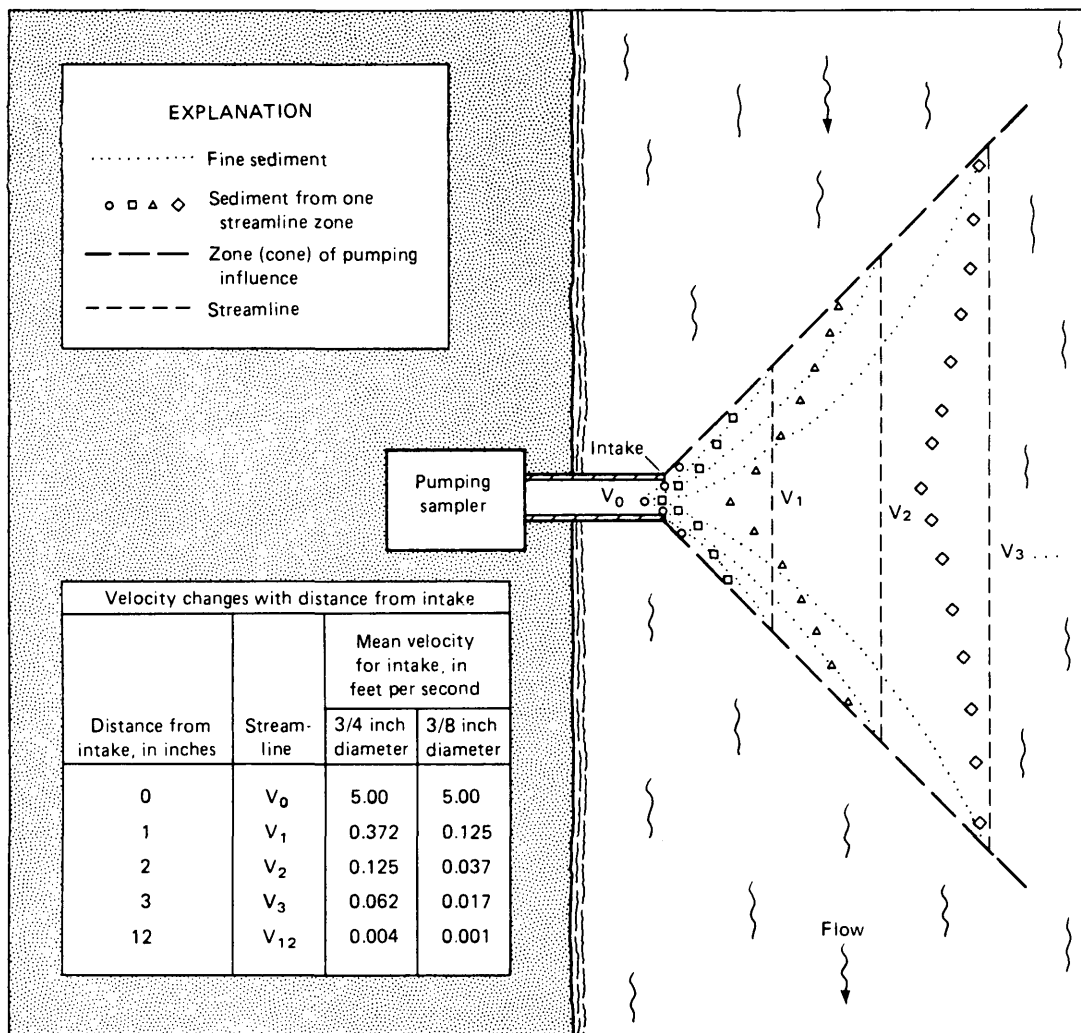 EXPLANATION
Fine sediment
Sediment from one
streamline zone
Zone (cone) of pumping
influence
Streamline
Intake
Pumping
sampler
V₀
V₁
V₂
V₃
Velocity changes with distance from intake
Distance from
intake, in inches
Stream-
line
Mean velocity
for intake, in
feet per second
3/4 inch
diameter
3/8 inch
diameter
0 V₀ 5.00 5.00
1 V₁ 0.372 0.125
2 V₂ 0.125 0.037
3 V₃ 0.062 0.017
12 V₁₂ 0.004 0.001
Flow